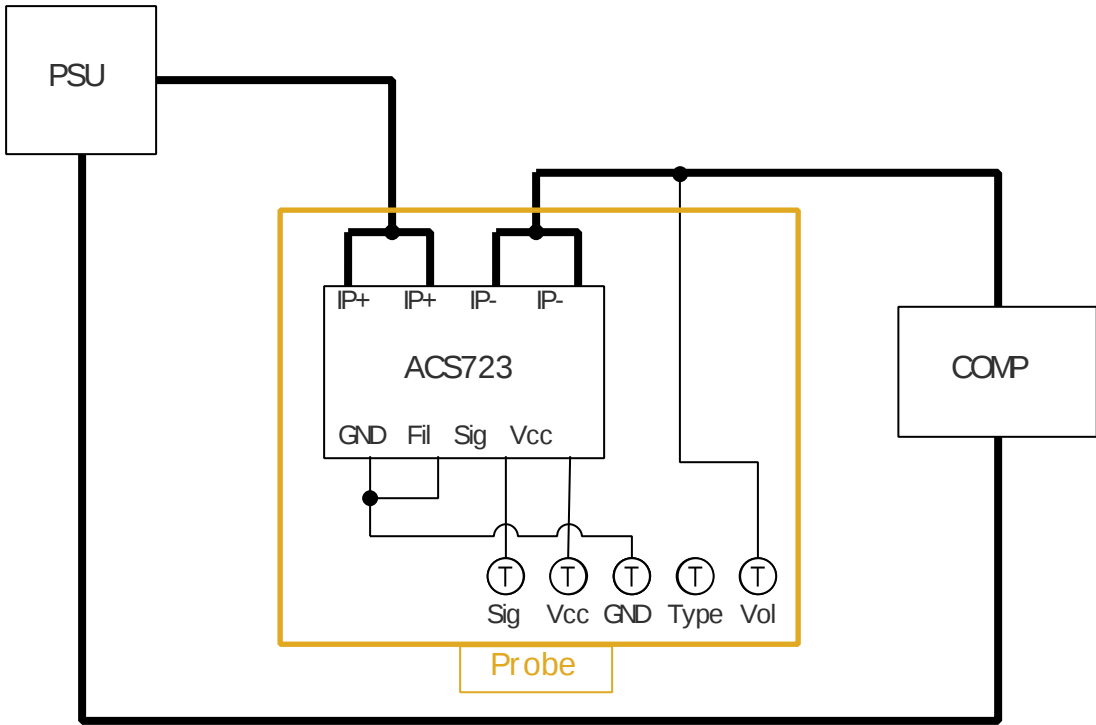 PSU
IP+ IP+ IP- IP-
ACS723
COMP
GND Fil Sig Vcc
T T T T T
Sig Vcc GND Type Vol
Probe